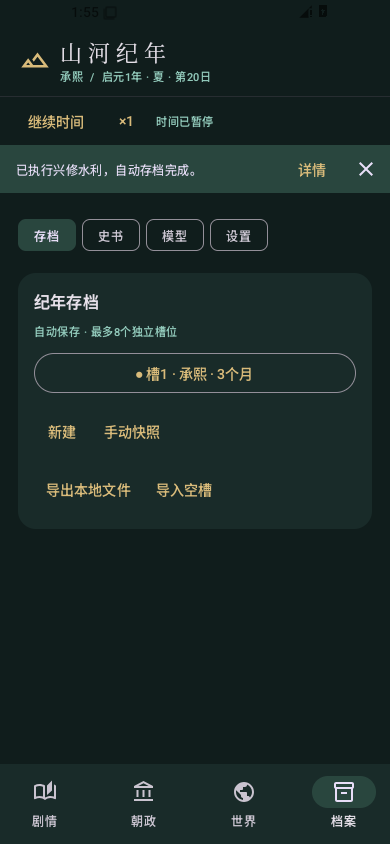 1:55
山河纪年
承熙 / 启元1年 · 夏 · 第20日
继续时间 ×1 时间已暂停
已执行兴修水利，自动存档完成。 详情
存档 史书 模型 设置
纪年存档
自动保存 · 最多8个独立槽位
● 槽1 · 承熙 · 3个月
新建 手动快照
导出本地文件 导入空槽
剧情 朝政 世界 档案